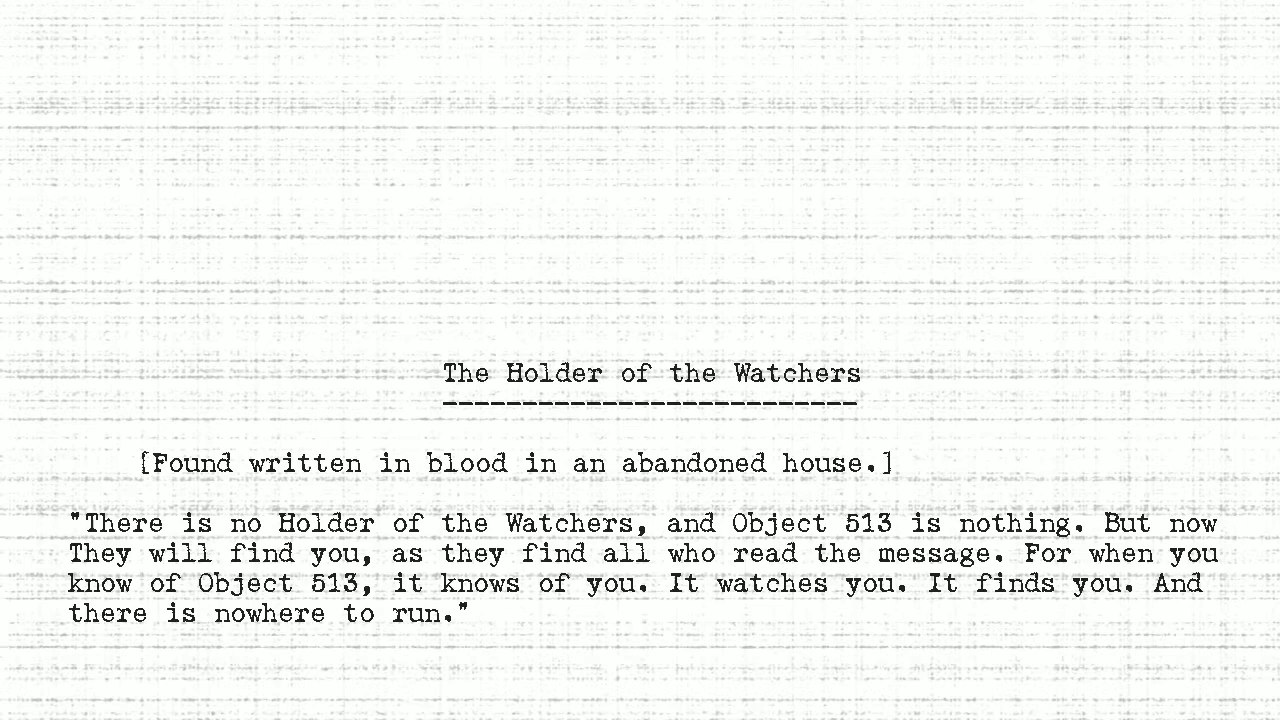 The Holder of the Watchers
[Found written in blood in an abandoned house.]
"There is no Holder of the Watchers, and Object 513 is nothing. But now
They will find you, as they find all who read the message. For when you
know of Object 513, it knows of you. It watches you. It finds you. And
there is nowhere to run."